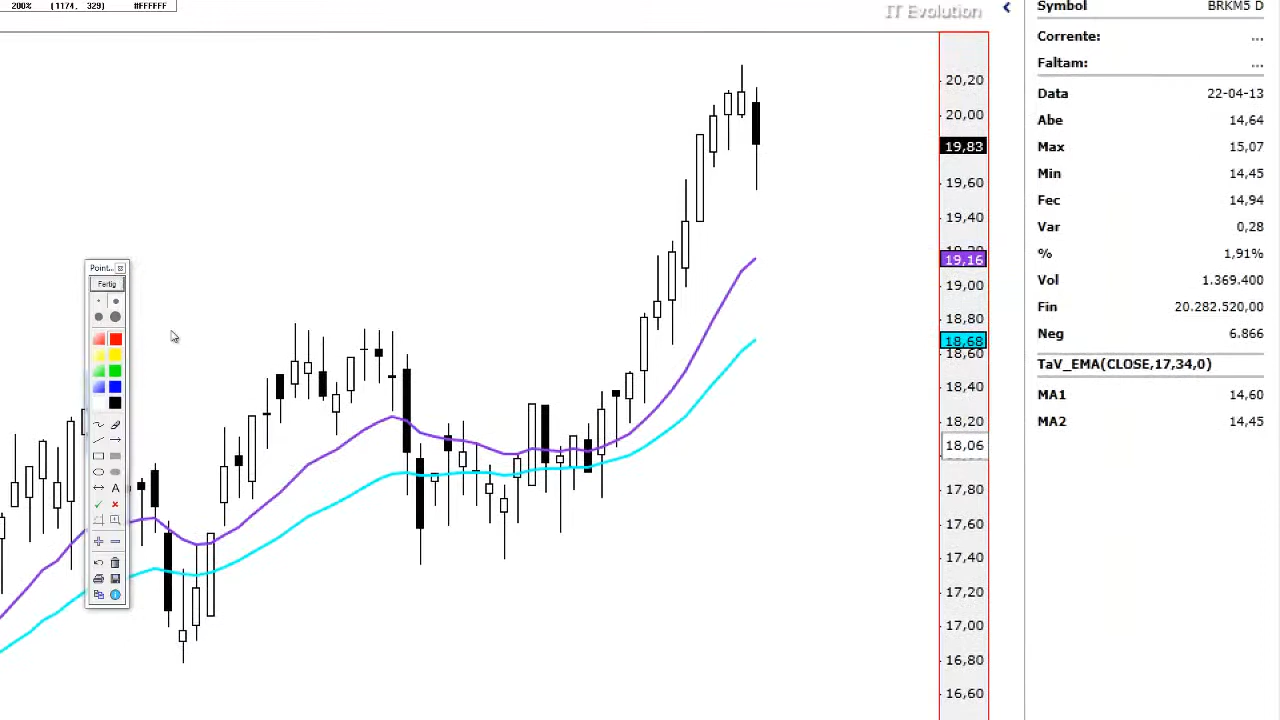 200% (1174, 329) #FFFFFF
IT Evolution
Symbol BRKM5 D
Corrente: ...
Faltam: ...
Data 22-04-13
Abe 14,64
Max 15,07
Min 14,45
Fec 14,94
Var 0,28
% 1,91%
Vol 1.369.400
Fin 20.282.520,00
Neg 6.866
TaV_EMA(CLOSE,17,34,0)
MA1 14,60
MA2 14,45
20,20
20,00
19,83
19,60
19,40
19,16
19,00
18,80
18,68
18,60
18,40
18,20
18,06
17,80
17,60
17,40
17,20
17,00
16,80
16,60
Point...
Fertig
A